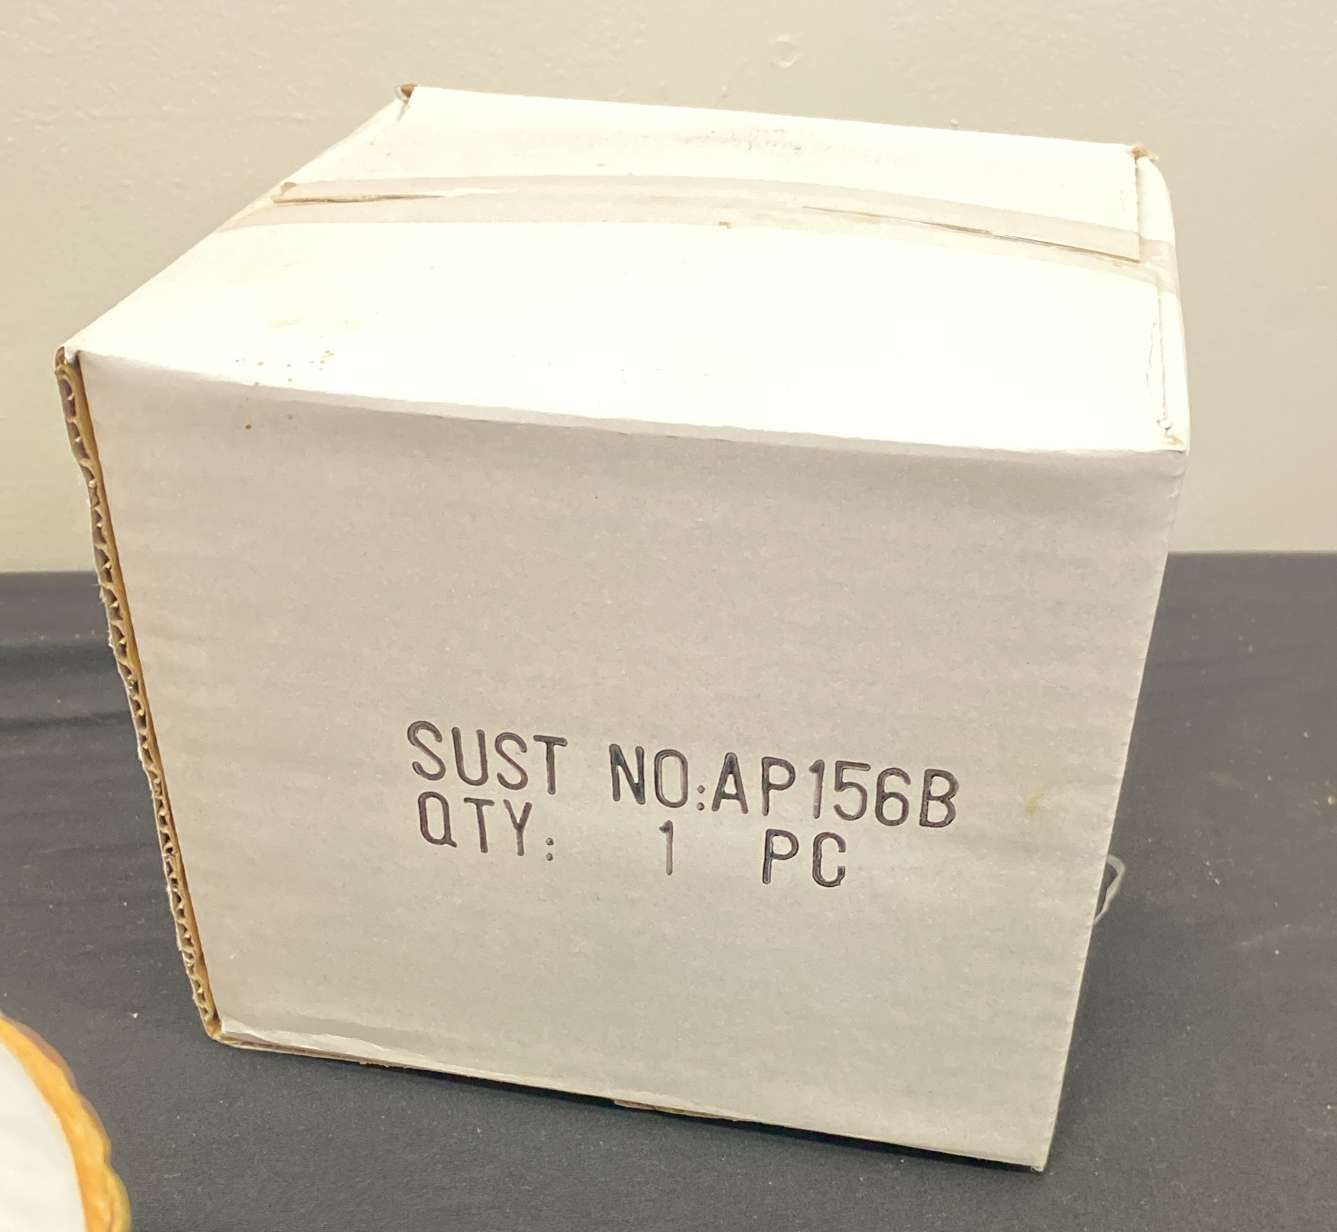 SUST NO:AP156B
QTY: 1 PC